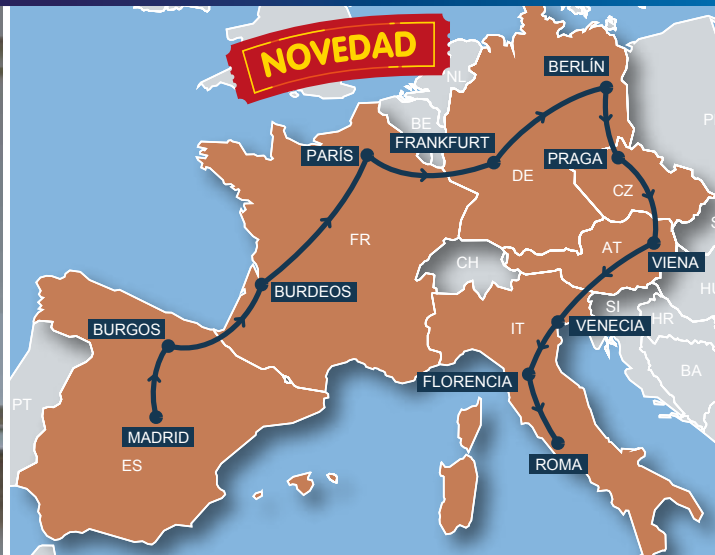 NOVEDAD
NL
BERLÍN
BE
FRANKFURT
PARÍS
PRAGA
DE
CZ
FR
AT
VIENA
CH
BURDEOS
HU
SI
HR
VENECIA
BURGOS
IT
BA
FLORENCIA
PT
MADRID
ES
ROMA